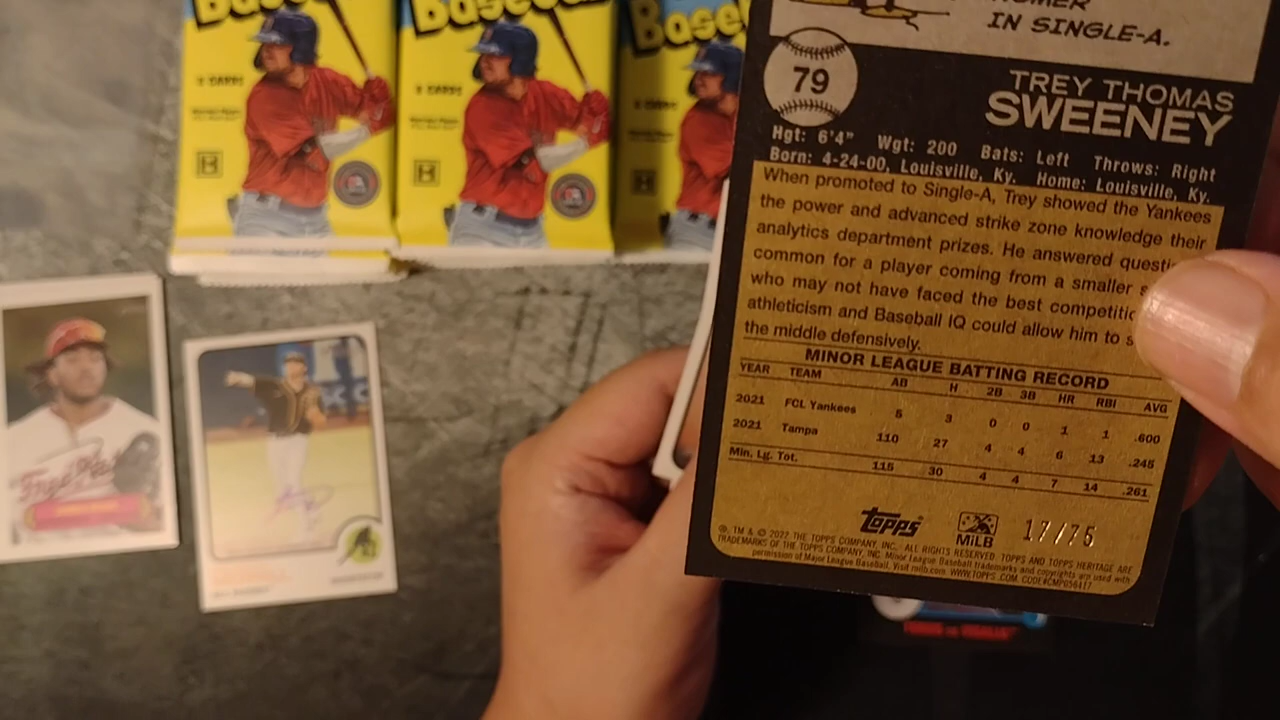 Baseball
Baseball
Base
9 CARDS
9 CARDS
HOMER
IN SINGLE-A.
79
TREY THOMAS
SWEENEY
Hgt: 6'4" Wgt: 200 Bats: Left Throws: Right
Born: 4-24-00, Louisville, Ky. Home: Louisville, Ky.
When promoted to Single-A, Trey showed the Yankees
the power and advanced strike zone knowledge their
analytics department prizes. He answered questi
common for a player coming from a smaller s
who may not have faced the best competitio
athleticism and Baseball IQ could allow him to s
the middle defensively.
MINOR LEAGUE BATTING RECORD
YEAR TEAM AB H 2B 3B HR RBI AVG
2021 FCL Yankees 5 3 0 0 1 1 .600
2021 Tampa 110 27 4 4 6 13 .245
Min. Lg. Tot. 115 30 4 4 7 14 .261
topps MiLB 17/75
®, TM & © 2022 THE TOPPS COMPANY, INC. ALL RIGHTS RESERVED. TOPPS AND TOPPS HERITAGE ARE
TRADEMARKS OF THE TOPPS COMPANY, INC. Minor League Baseball trademarks and copyrights are used with
permission of Major League Baseball. Visit milb.com. WWW.TOPPS.COM. CODE#CMP056417